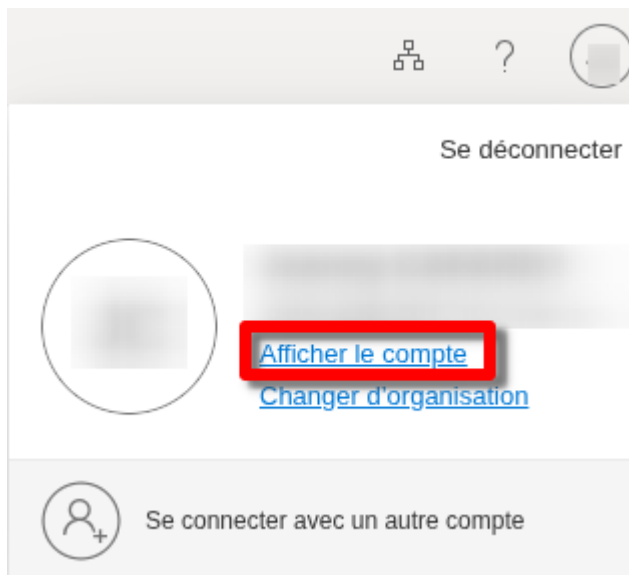 ?
Se déconnecter
Afficher le compte
Changer d'organisation
Se connecter avec un autre compte